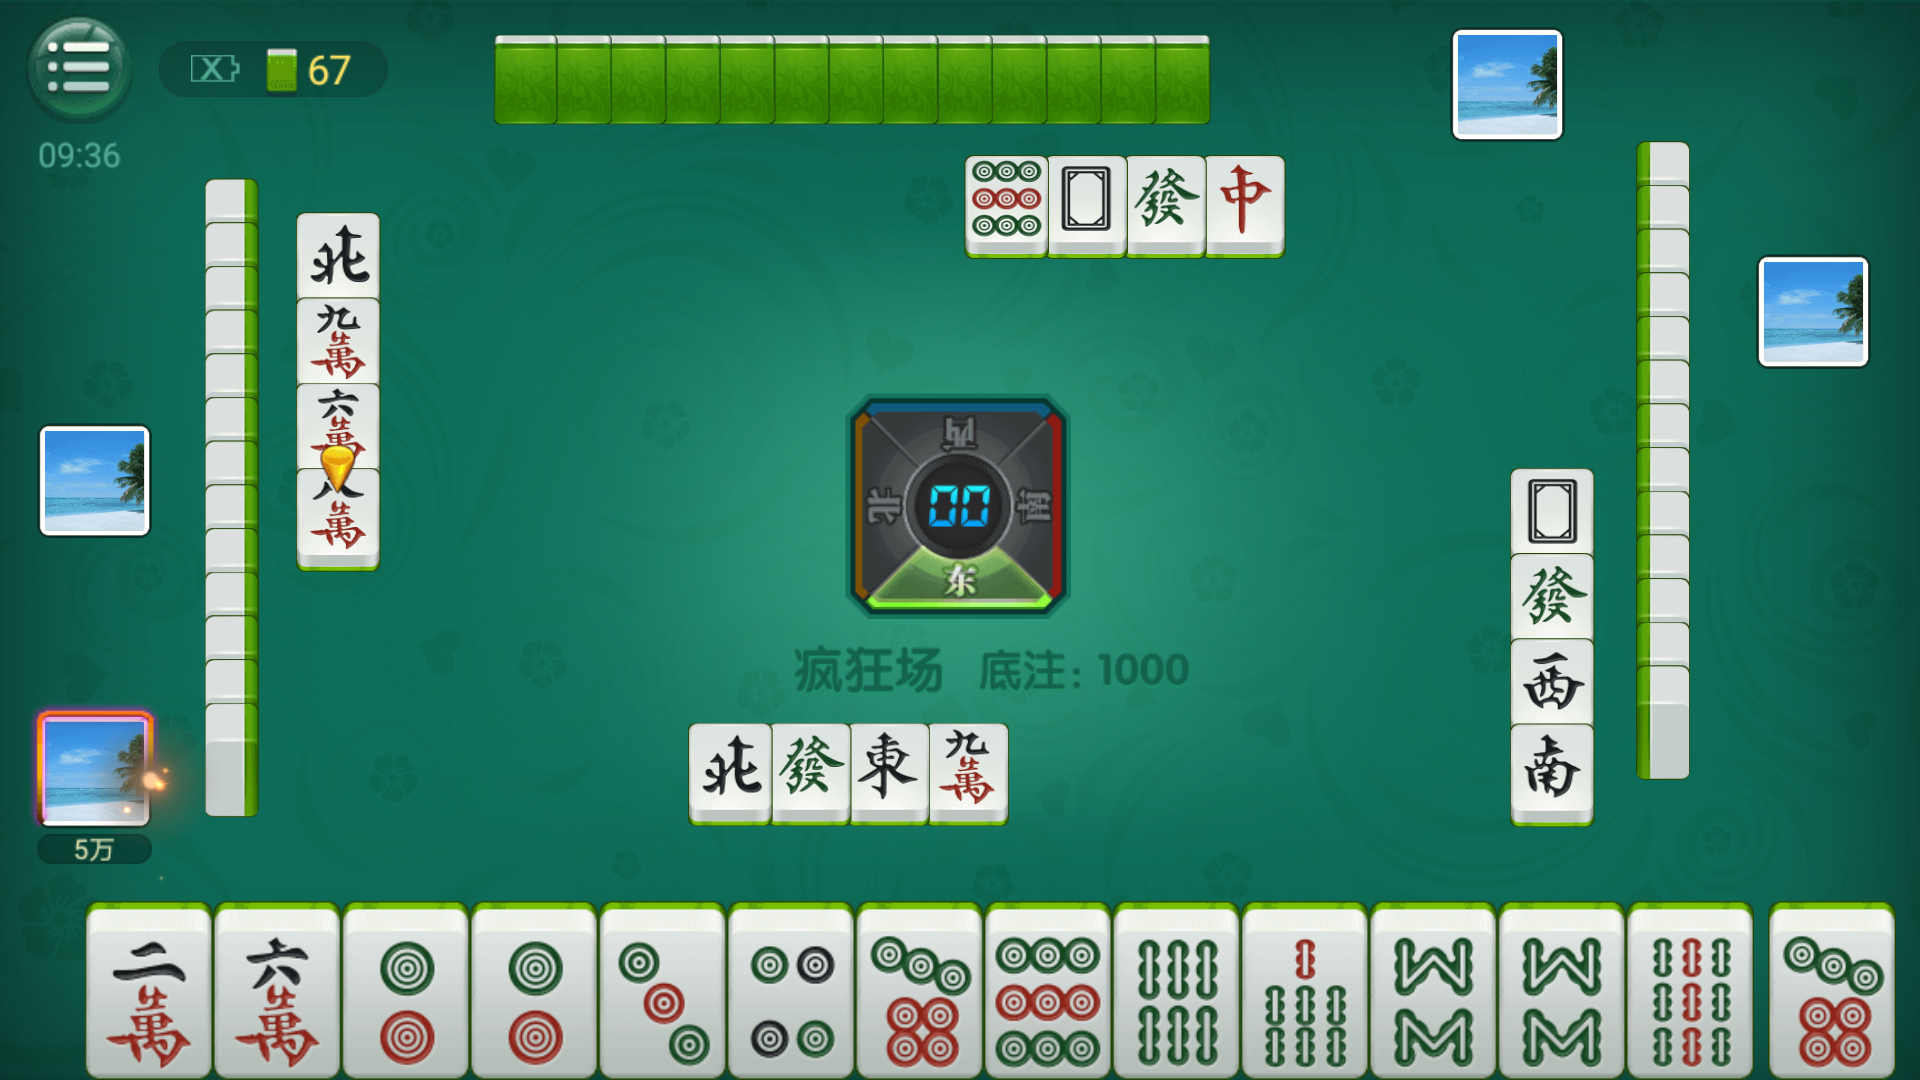 67
09:36
發 中
北
九萬
六萬
八萬
西
北 00 南
东
疯狂场 底注: 1000
發
西
南
北 發 東 九萬
5万
二萬 六萬